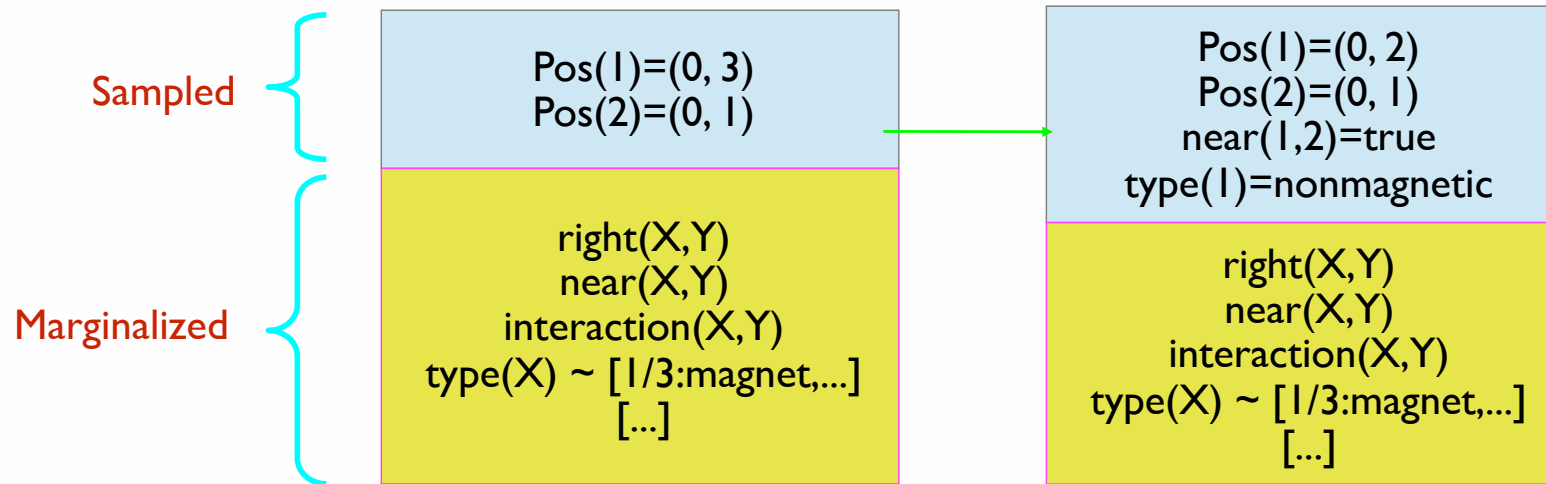 Sampled
Pos(1)=(0, 3)
Pos(2)=(0, 1)
Marginalized
right(X,Y)
near(X,Y)
interaction(X,Y)
type(X) ~ [1/3:magnet,...]
[...]
Pos(1)=(0, 2)
Pos(2)=(0, 1)
near(1,2)=true
type(1)=nonmagnetic
right(X,Y)
near(X,Y)
interaction(X,Y)
type(X) ~ [1/3:magnet,...]
[...]